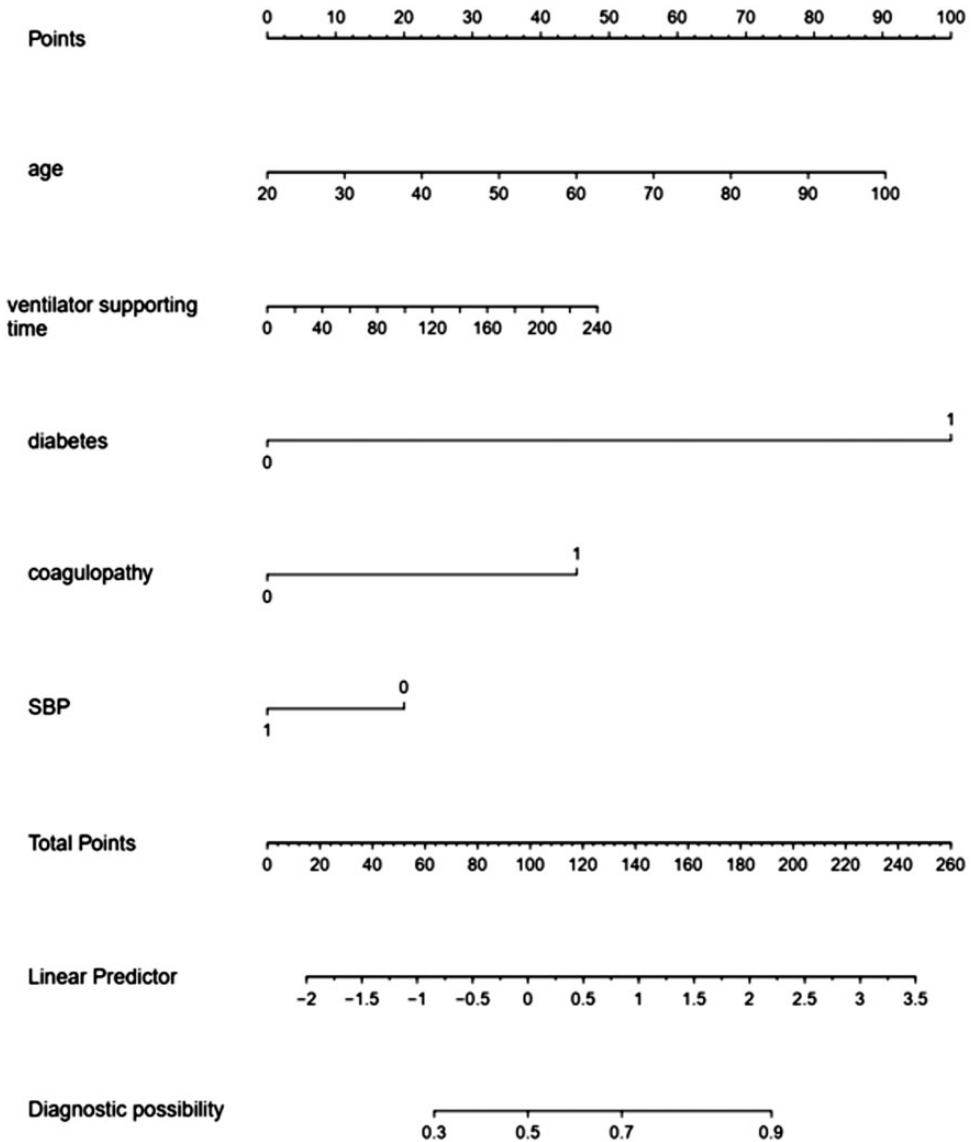 0 10 20 30 40 50 60 70 80 90 100
Points
age
20 30 40 50 60 70 80 90 100
ventilator supporting
time
0 40 80 120 160 200 240
1
diabetes
0
1
coagulopathy
0
0
SBP
1
Total Points
0 20 40 60 80 100 120 140 160 180 200 220 240 260
Linear Predictor
−2 −1.5 −1 −0.5 0 0.5 1 1.5 2 2.5 3 3.5
Diagnostic possibility
0.3 0.5 0.7 0.9